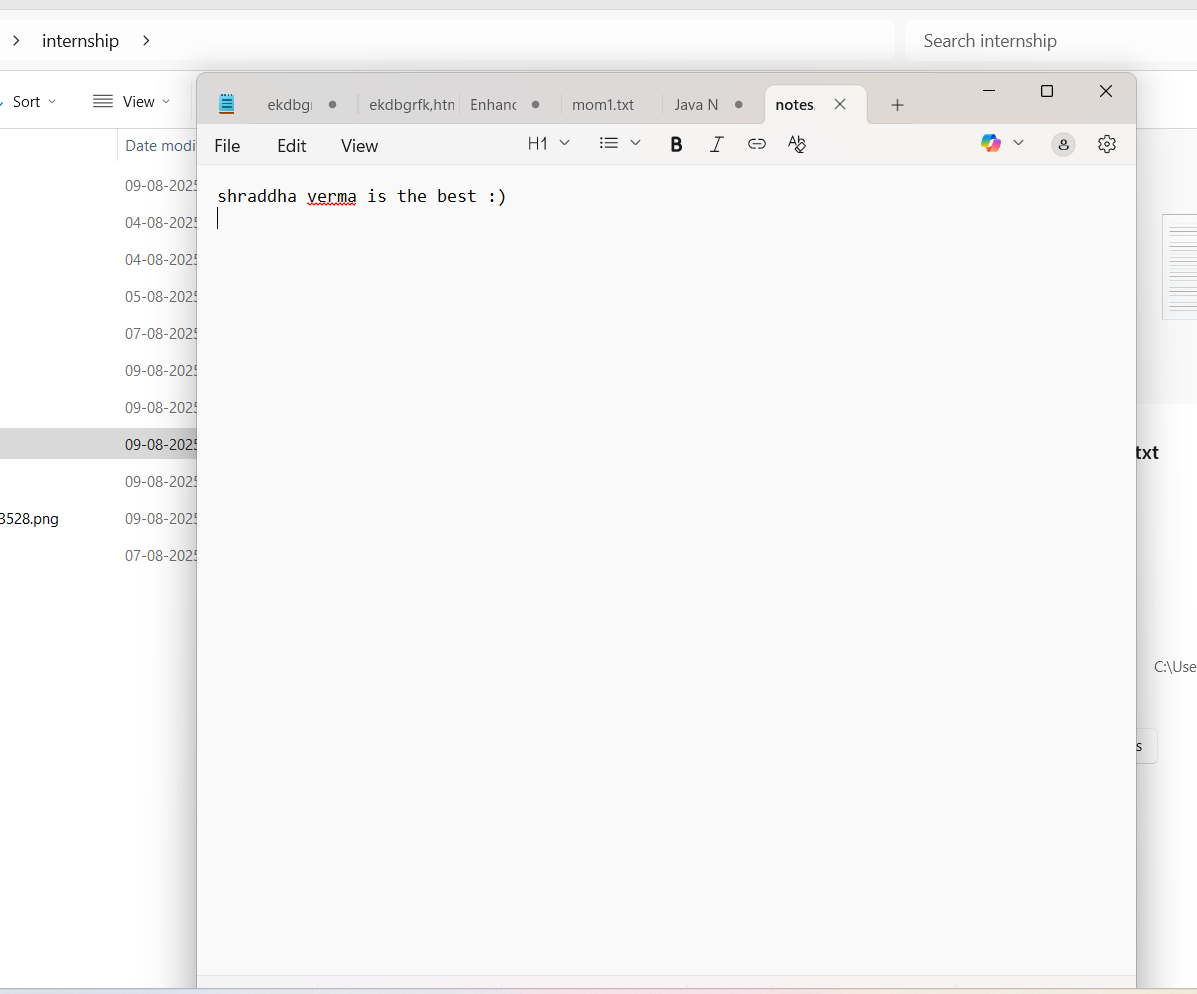 internship
Search internship
Sort
View
ekdbgr
ekdbgrfk,htn
Enhanc
mom1.txt
Java N
notes.
File
Edit
View
H1
B
I
Date modi
shraddha verma is the best :)
09-08-2025
04-08-2025
04-08-2025
05-08-2025
07-08-2025
09-08-2025
09-08-2025
09-08-2025
txt
09-08-2025
3528.png
09-08-2025
07-08-2025
C:\Use
s